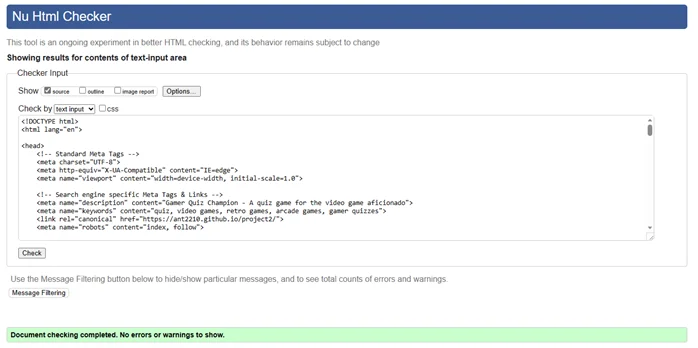 Nu Html Checker
This tool is an ongoing experiment in better HTML checking, and its behavior remains subject to change
Showing results for contents of text-input area
Checker Input
Show source outline image report Options...
Check by text input css
<!DOCTYPE html>
<html lang="en">
<head>
<!-- Standard Meta Tags -->
<meta charset="UTF-8">
<meta http-equiv="X-UA-Compatible" content="IE=edge">
<meta name="viewport" content="width=device-width, initial-scale=1.0">
<!-- Search engine specific Meta Tags & Links -->
<meta name="description" content="Gamer Quiz Champion - A quiz game for the video game aficionado">
<meta name="keywords" content="quiz, video games, retro games, arcade games, gamer quizzes">
<link rel="canonical" href="https://ant2210.github.io/project2/">
<meta name="robots" content="index, follow">
Check
Use the Message Filtering button below to hide/show particular messages, and to see total counts of errors and warnings.
Message Filtering
Document checking completed. No errors or warnings to show.